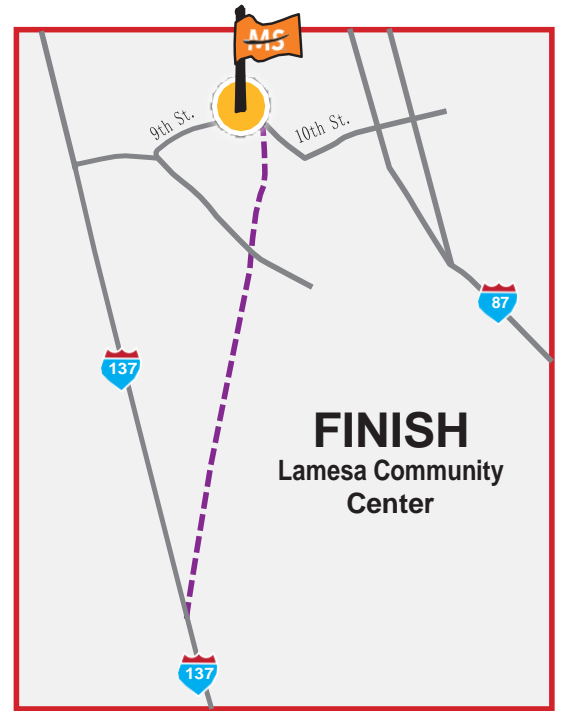 MS
9th St.
10th St.
87
137
FINISH
Lamesa Community
Center
137